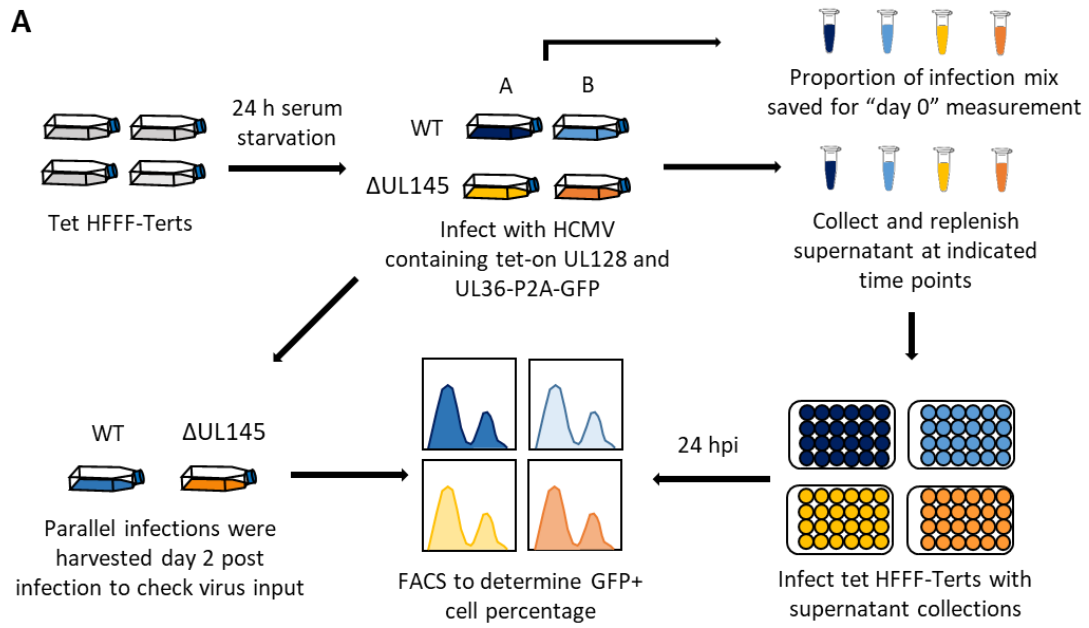 A
Tet HFFF-Terts
24 h serum
starvation
A B
WT
ΔUL145
Infect with HCMV
containing tet-on UL128 and
UL36-P2A-GFP
Proportion of infection mix
saved for “day 0” measurement
Collect and replenish
supernatant at indicated
time points
Infect tet HFFF-Terts with
supernatant collections
24 hpi
FACS to determine GFP+
cell percentage
WT ΔUL145
Parallel infections were
harvested day 2 post
infection to check virus input